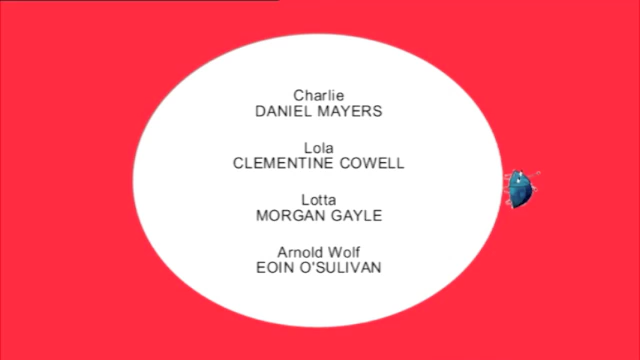 Charlie
DANIEL MAYERS
Lola
CLEMENTINE COWELL
Lotta
MORGAN GAYLE
Arnold Wolf
EOIN O'SULIVAN